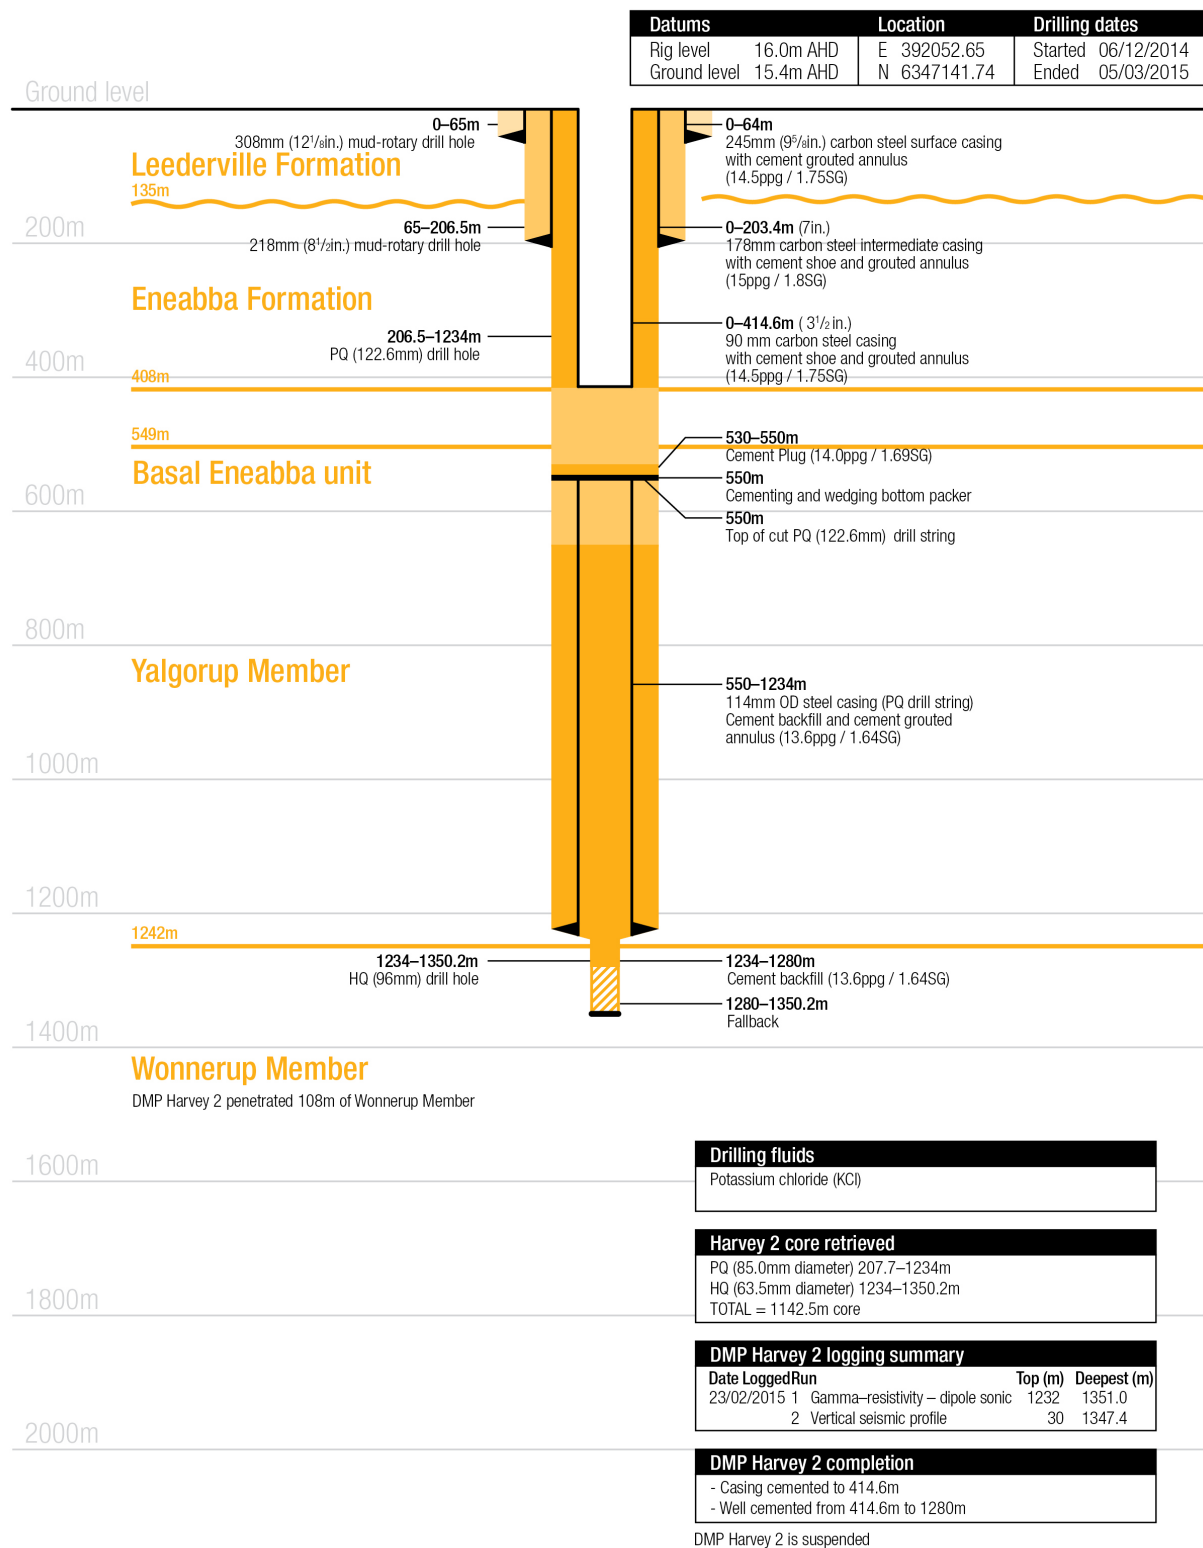 Datums Location Drilling dates
Rig level 16.0m AHD E 392052.65 Started 06/12/2014
Ground level 15.4m AHD N 6347141.74 Ended 05/03/2015
Ground level
0–65m
308mm (12 1/8in.) mud-rotary drill hole
0–64m
245mm (9 5/8in.) carbon steel surface casing
with cement grouted annulus
(14.5ppg / 1.75SG)
Leederville Formation
135m
200m
65–206.5m
218mm (8 1/2in.) mud-rotary drill hole
0–203.4m (7in.)
178mm carbon steel intermediate casing
with cement shoe and grouted annulus
(15ppg / 1.8SG)
Eneabba Formation
206.5–1234m
PQ (122.6mm) drill hole
0–414.6m ( 3 1/2 in.)
90 mm carbon steel casing
with cement shoe and grouted annulus
(14.5ppg / 1.75SG)
400m
408m
549m
530–550m
Cement Plug (14.0ppg / 1.69SG)
Basal Eneabba unit
550m
Cementing and wedging bottom packer
600m
550m
Top of cut PQ (122.6mm) drill string
800m
Yalgorup Member
550–1234m
114mm OD steel casing (PQ drill string)
Cement backfill and cement grouted
annulus (13.6ppg / 1.64SG)
1000m
1200m
1242m
1234–1350.2m
HQ (96mm) drill hole
1234–1280m
Cement backfill (13.6ppg / 1.64SG)
1280–1350.2m
Fallback
1400m
Wonnerup Member
DMP Harvey 2 penetrated 108m of Wonnerup Member
1600m
Drilling fluids
Potassium chloride (KCl)
Harvey 2 core retrieved
PQ (85.0mm diameter) 207.7–1234m
HQ (63.5mm diameter) 1234–1350.2m
TOTAL = 1142.5m core
1800m
DMP Harvey 2 logging summary
Date Logged Run Top (m) Deepest (m)
23/02/2015 1 Gamma–resistivity – dipole sonic 1232 1351.0
2 Vertical seismic profile 30 1347.4
2000m
DMP Harvey 2 completion
- Casing cemented to 414.6m
- Well cemented from 414.6m to 1280m
DMP Harvey 2 is suspended